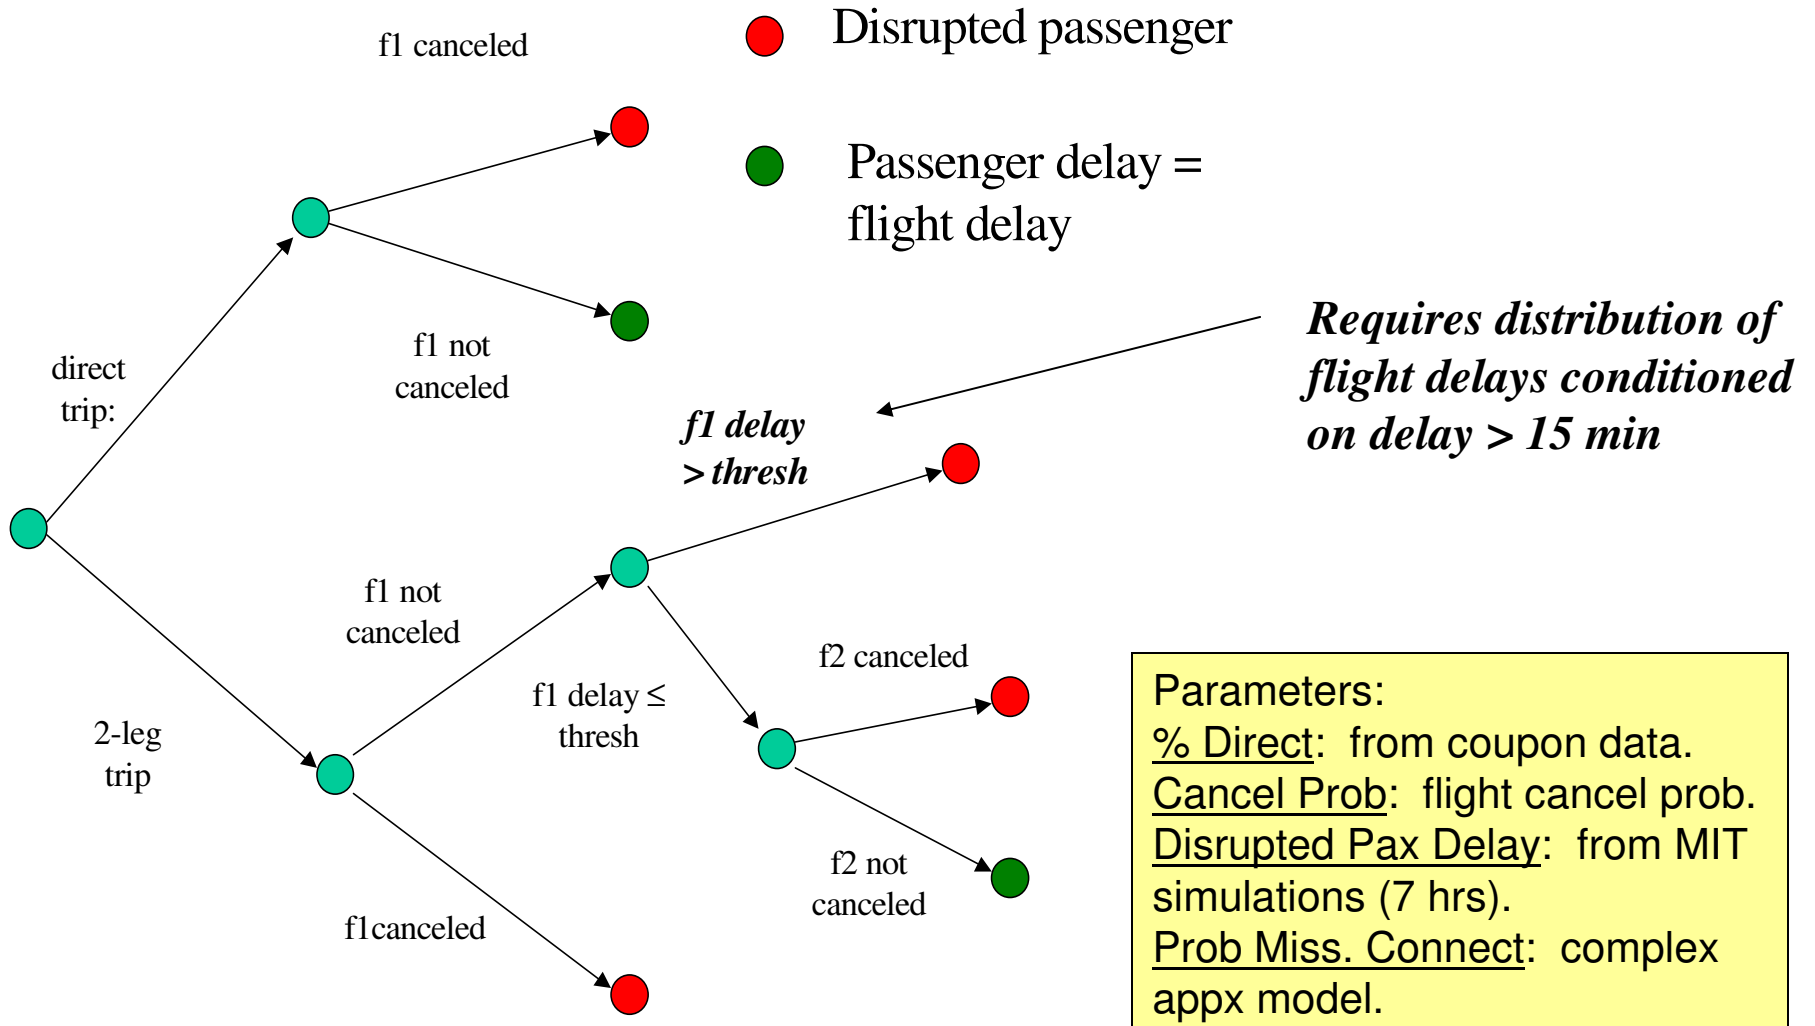 f1 canceled
Disrupted passenger
Passenger delay =
flight delay
f1 not
canceled
direct
trip:
Requires distribution of
flight delays conditioned
on delay > 15 min
f1 delay
> thresh
f1 not
canceled
f2 canceled
f1 delay ≤
thresh
2-leg
trip
f2 not
canceled
f1canceled
Parameters:
% Direct: from coupon data.
Cancel Prob: flight cancel prob.
Disrupted Pax Delay: from MIT
simulations (7 hrs).
Prob Miss. Connect: complex
appx model.